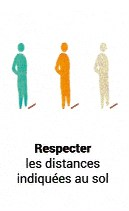 Respecter
les distances
indiquées au sol